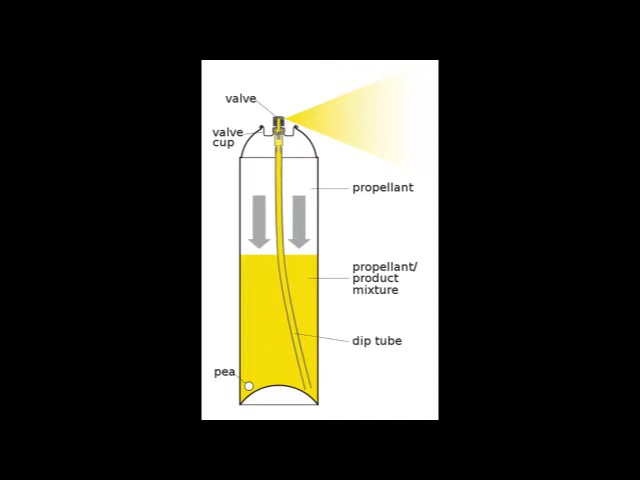 valve
valve
cup
propellant
propellant/
product
mixture
dip tube
pea